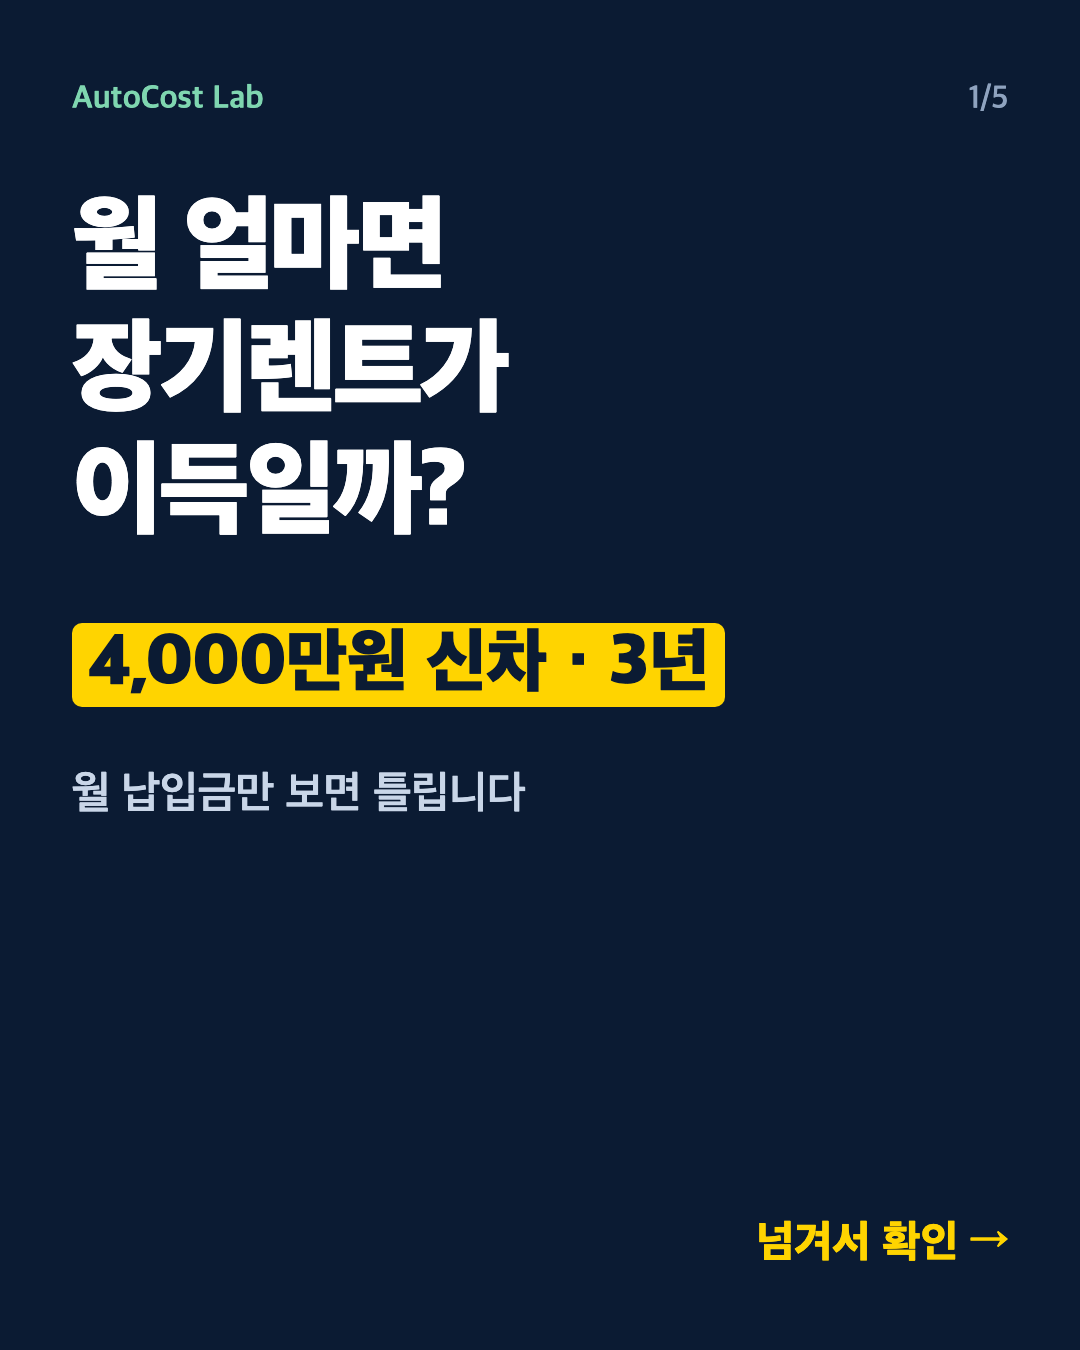 AutoCost Lab
1/5
월 얼마면
장기렌트가
이득일까?
4,000만원 신차 · 3년
월 납입금만 보면 틀립니다
넘겨서 확인 →